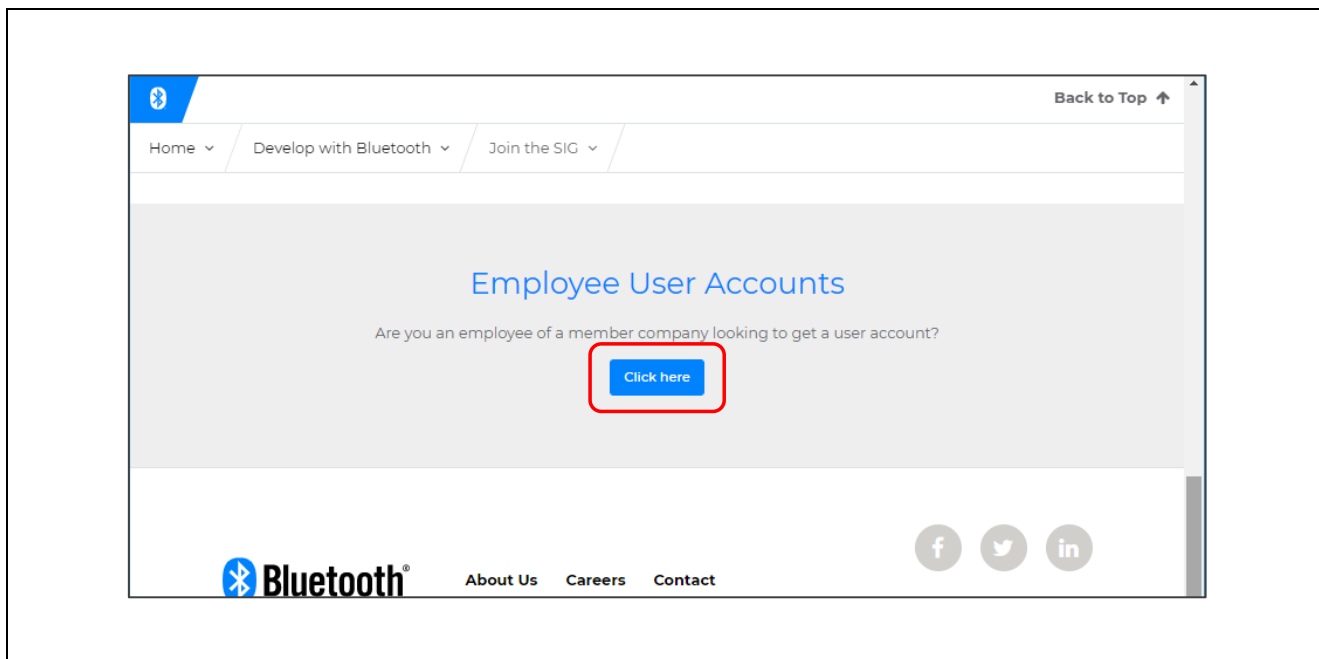 Back to Top
Home
Develop with Bluetooth
Join the SIG
Employee User Accounts
Are you an employee of a member company looking to get a user account?
Click here
Bluetooth®
About Us
Careers
Contact